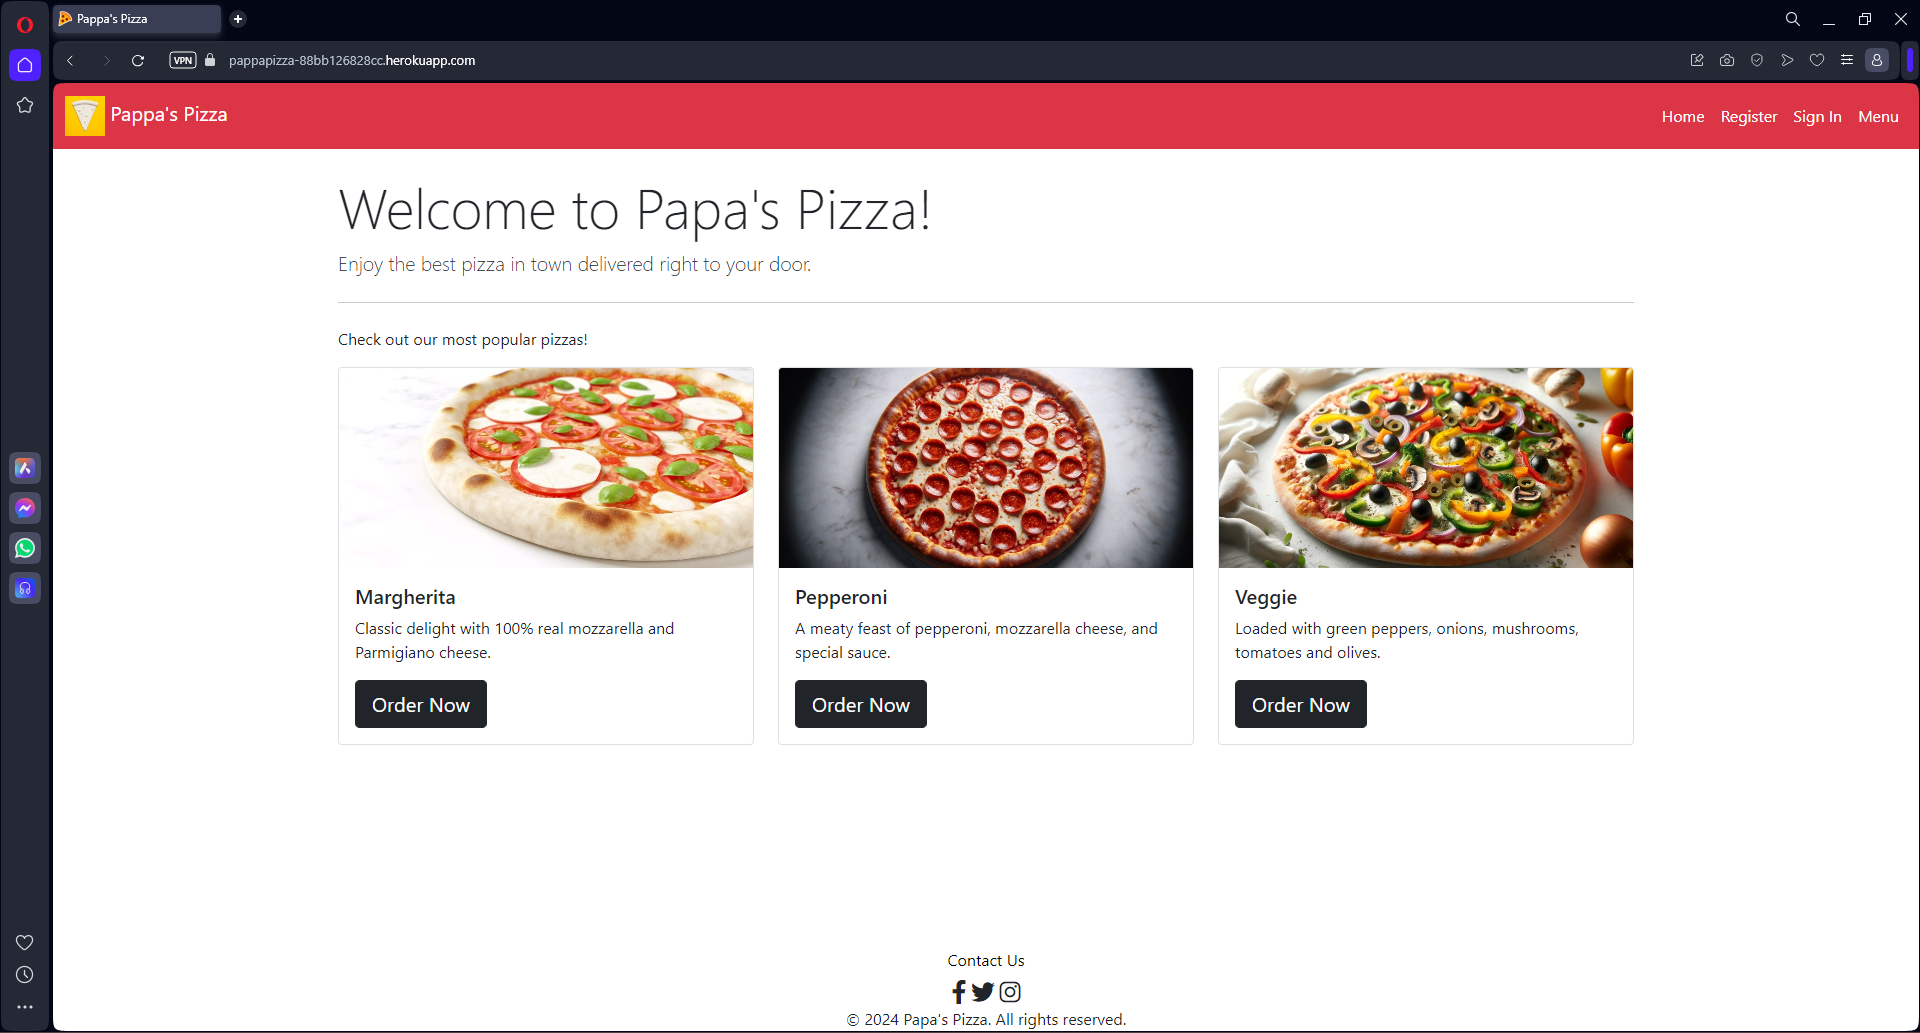 Pappa's Pizza
VPN
pappapizza-88bb126828cc.herokuapp.com
Pappa's Pizza
Home Register Sign In Menu
Welcome to Papa's Pizza!
Enjoy the best pizza in town delivered right to your door.
Check out our most popular pizzas!
Margherita
Classic delight with 100% real mozzarella and
Parmigiano cheese.
Order Now
Pepperoni
A meaty feast of pepperoni, mozzarella cheese, and
special sauce.
Order Now
Veggie
Loaded with green peppers, onions, mushrooms,
tomatoes and olives.
Order Now
Contact Us
© 2024 Papa's Pizza. All rights reserved.